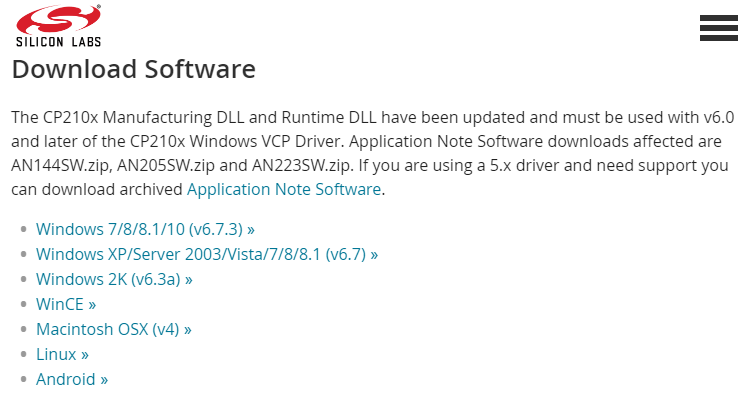 SILICON LABS
Download Software
The CP210x Manufacturing DLL and Runtime DLL have been updated and must be used with v6.0
and later of the CP210x Windows VCP Driver. Application Note Software downloads affected are
AN144SW.zip, AN205SW.zip and AN223SW.zip. If you are using a 5.x driver and need support you
can download archived Application Note Software.
• Windows 7/8/8.1/10 (v6.7.3) »
• Windows XP/Server 2003/Vista/7/8/8.1 (v6.7) »
• Windows 2K (v6.3a) »
• WinCE »
• Macintosh OSX (v4) »
• Linux »
• Android »